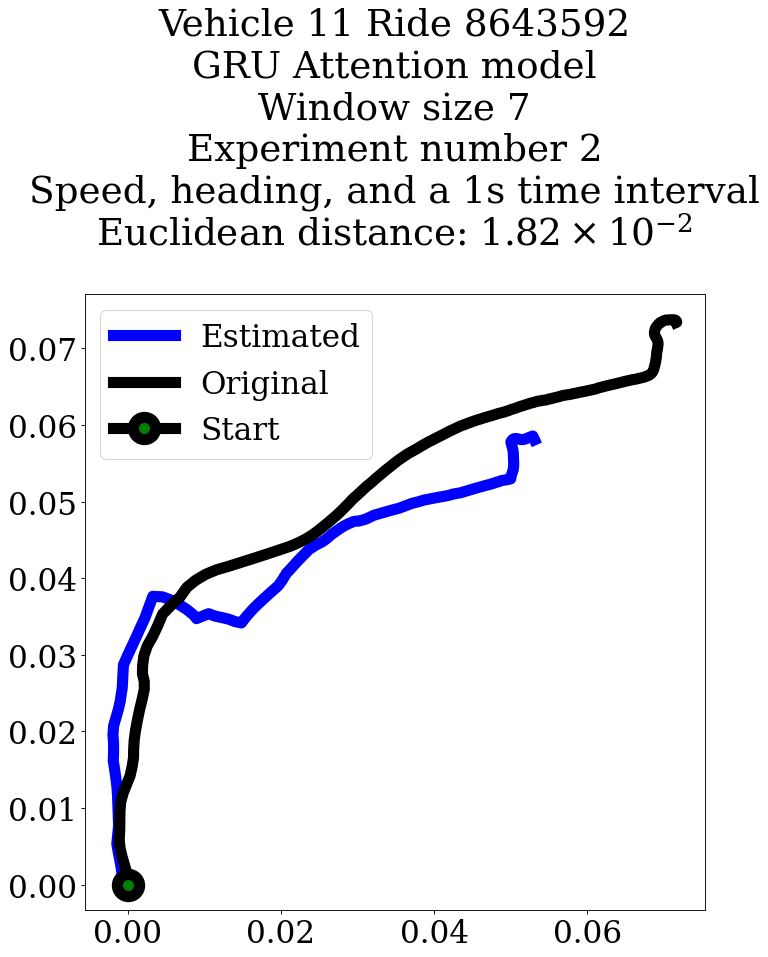 Vehicle 11 Ride 8643592
GRU Attention model
Window size 7
Experiment number 2
Speed, heading, and a 1s time interval
Euclidean distance: 1.82 × 10⁻²
Estimated
Original
Start
0.07
0.06
0.05
0.04
0.03
0.02
0.01
0.00
0.00 0.02 0.04 0.06